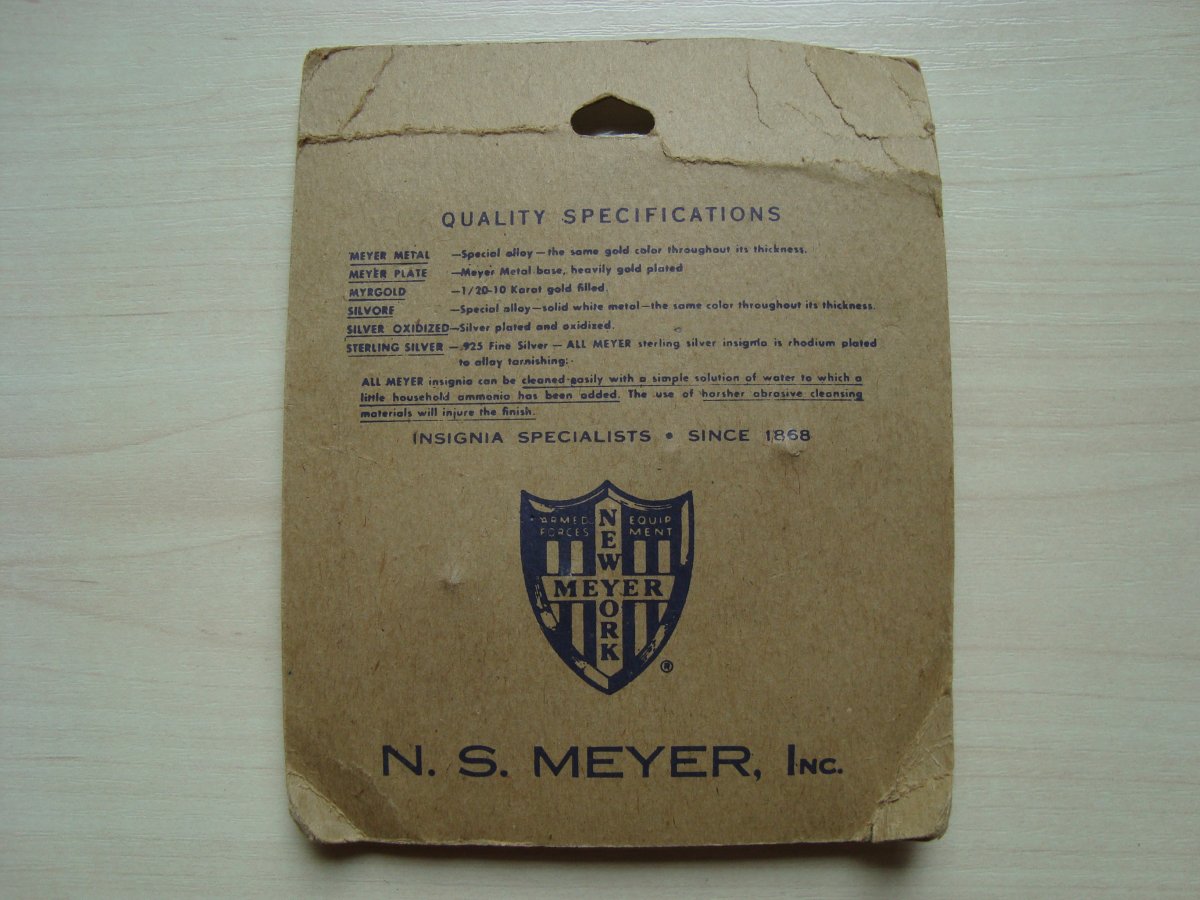 QUALITY SPECIFICATIONS
MEYER METAL —Special alloy—the same gold color throughout its thickness.
MEYER PLATE —Meyer Metal base, heavily gold plated
MYRGOLD —1/20-10 Karat gold filled.
SILVORE —Special alloy—solid white metal—the same color throughout its thickness.
SILVER OXIDIZED—Silver plated and oxidized.
STERLING SILVER —.925 Fine Silver — ALL MEYER sterling silver insignia is rhodium plated
to allay tarnishing:
ALL MEYER insignia can be cleaned easily with a simple solution of water to which a
little household ammonia has been added. The use of harsher abrasive cleansing
materials will injure the finish.
INSIGNIA SPECIALISTS • SINCE 1868
ARMED EQUIP
FORCES MENT
NEW YORK
MEYER
®
N. S. MEYER, INC.